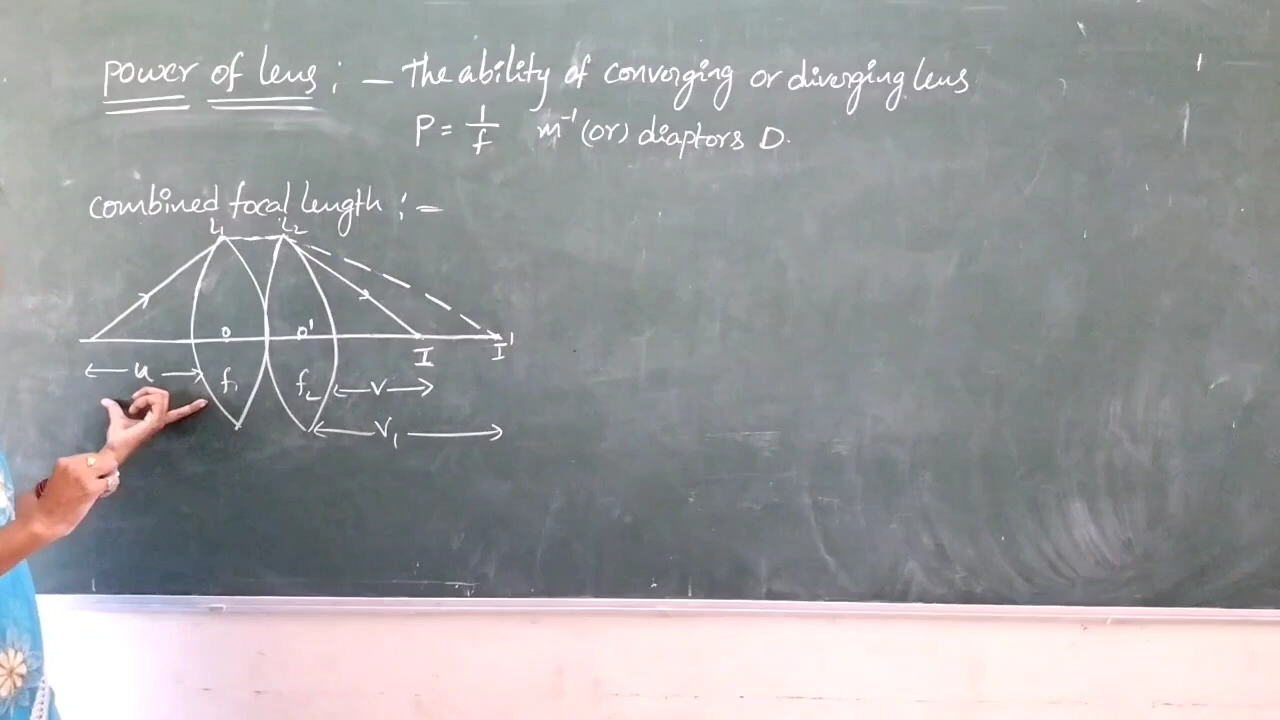 power of lens : - The ability of converging or diverging lens
P = 1/f m⁻¹ (or) diaptors D.
combined focal length : -
L₁ L₂
O O'
I I'
u f₁ f₂ v
v₁